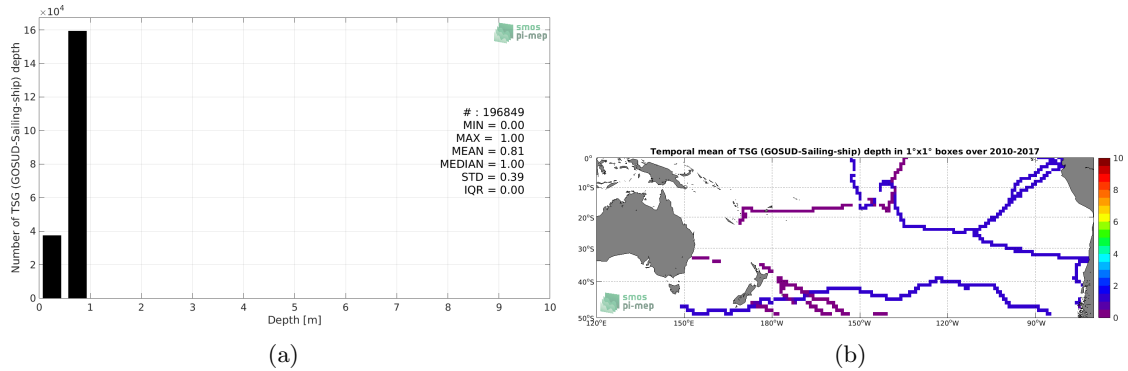 ×10⁴
16
14
12
10
8
6
4
2
0
Number of TSG (GOSUD-Sailing-ship) depth
0 1 2 3 4 5 6 7 8 9 10
Depth [m]
smos
pi-mep
# : 196849
MIN = 0.00
MAX = 1.00
MEAN = 0.81
MEDIAN = 1.00
STD = 0.39
IQR = 0.00
(a)
Temporal mean of TSG (GOSUD-Sailing-ship) depth in 1°x1° boxes over 2010-2017
0°
10°S
20°S
30°S
40°S
50°S
120°E 150°E 180°W 150°W 120°W 90°W
smos
pi-mep
10
8
6
4
2
0
(b)